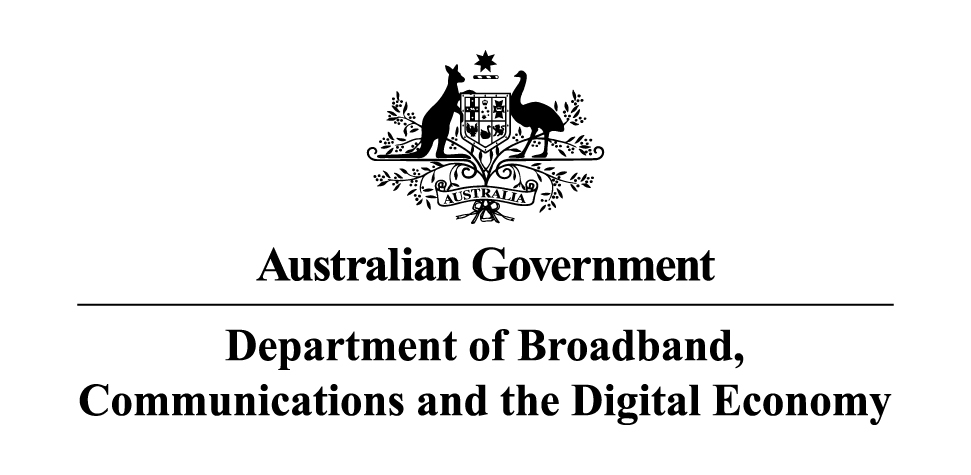 AUSTRALIA
Australian Government
Department of Broadband,
Communications and the Digital Economy